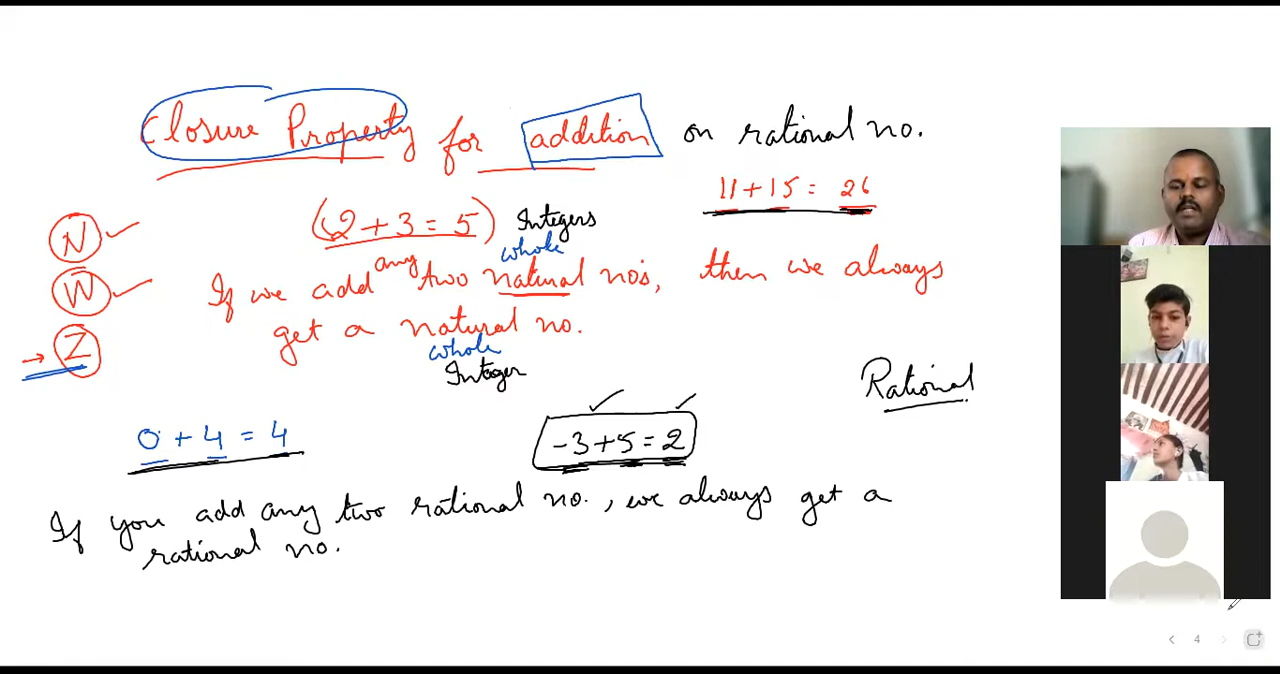 Closure Property for addition on rational no.
11 + 15 = 26
(2 + 3 = 5) Integers
whole
N
any
If we add two natural no's, then we always
W
get a natural no.
whole
Z
Integer
Rational
0 + 4 = 4
-3 + 5 = 2
If you add any two rational no., we always get a
rational no.
4